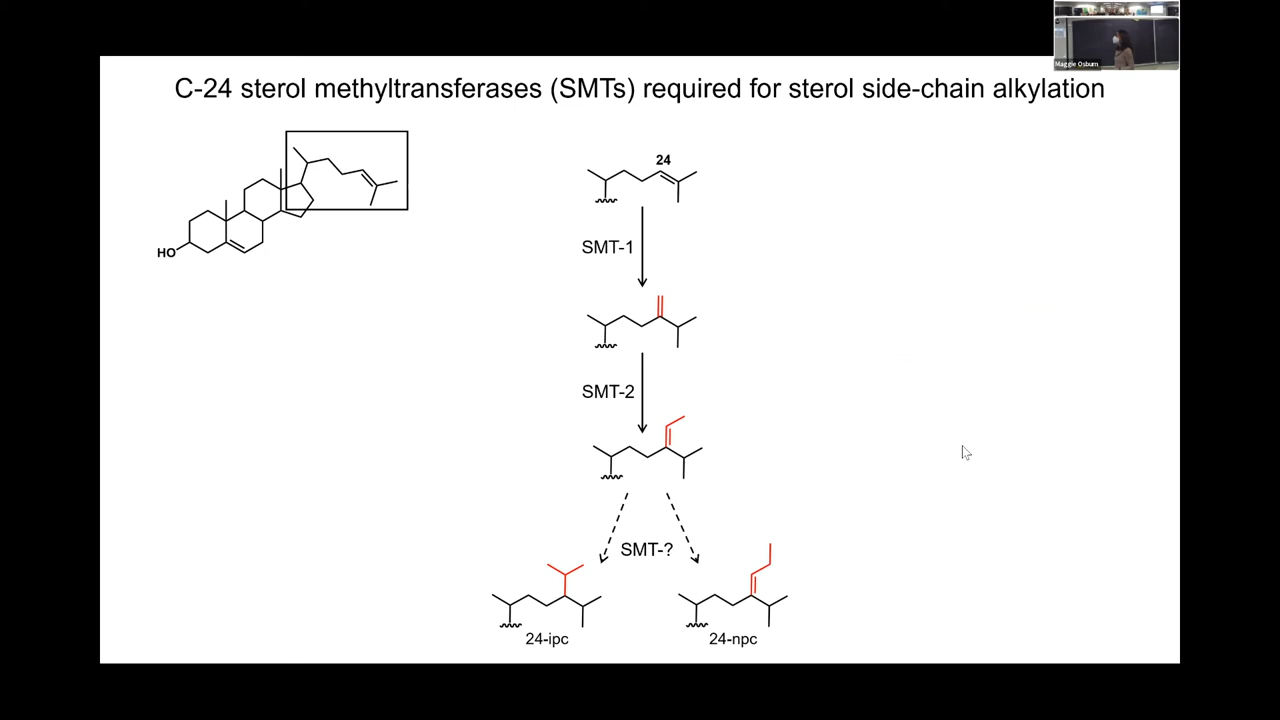 Maggie Osburn
C-24 sterol methyltransferases (SMTs) required for sterol side-chain alkylation
HO
24
SMT-1
SMT-2
SMT-?
24-ipc
24-npc